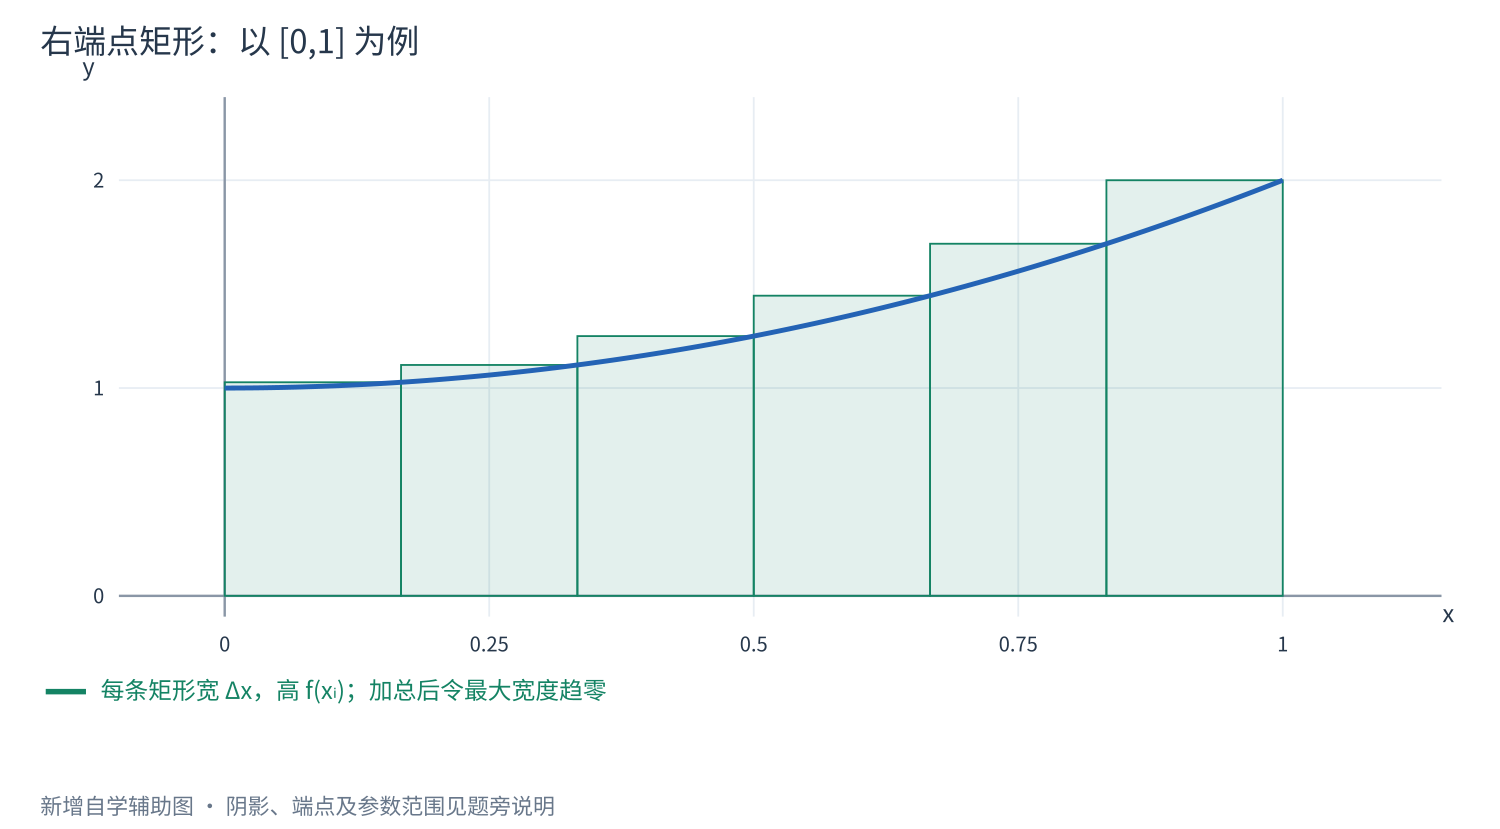 右端点矩形：以 [0,1] 为例
y
2
1
0
x
0 0.25 0.5 0.75 1
每条矩形宽 Δx，高 f(xᵢ)；加总后令最大宽度趋零
新增自学辅助图 · 阴影、端点及参数范围见题旁说明